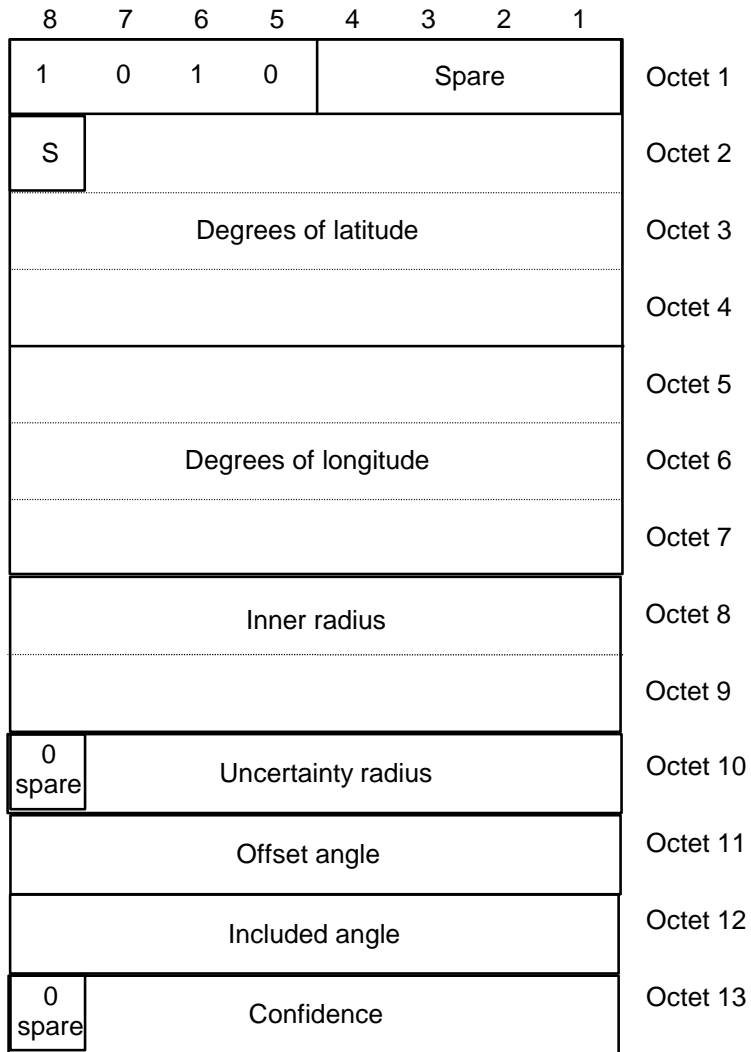 8 7 6 5 4 3 2 1
1 0 1 0 Spare Octet 1
S Octet 2
Degrees of latitude Octet 3
Octet 4
Octet 5
Degrees of longitude Octet 6
Octet 7
Inner radius Octet 8
Octet 9
0
spare Uncertainty radius Octet 10
Offset angle Octet 11
Included angle Octet 12
0
spare Confidence Octet 13